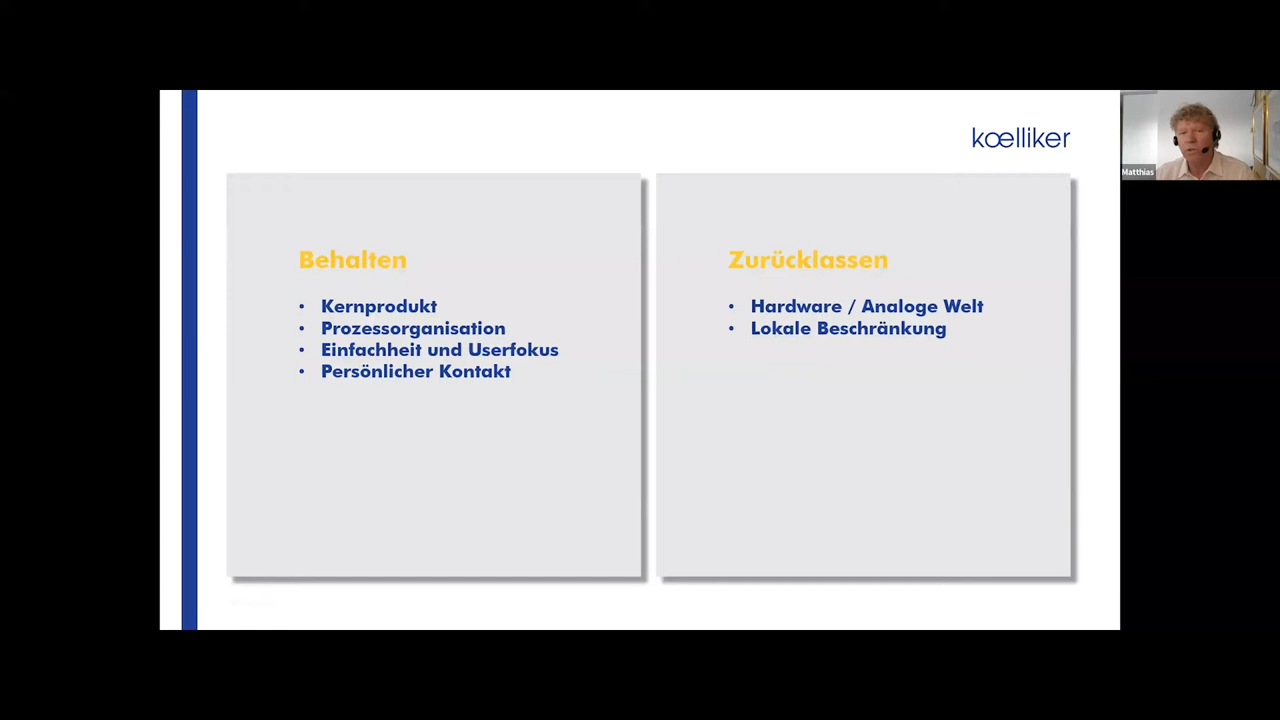 kœlliker
Matthias
Behalten
• Kernprodukt
• Prozessorganisation
• Einfachheit und Userfokus
• Persönlicher Kontakt
Zurücklassen
• Hardware / Analoge Welt
• Lokale Beschränkung